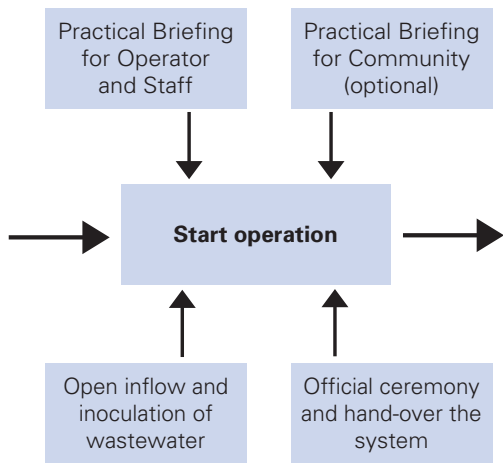 Practical Briefing
for Operator
and Staff
Practical Briefing
for Community
(optional)
Start operation
Open inflow and
inoculation of
wastewater
Official ceremony
and hand-over the
system